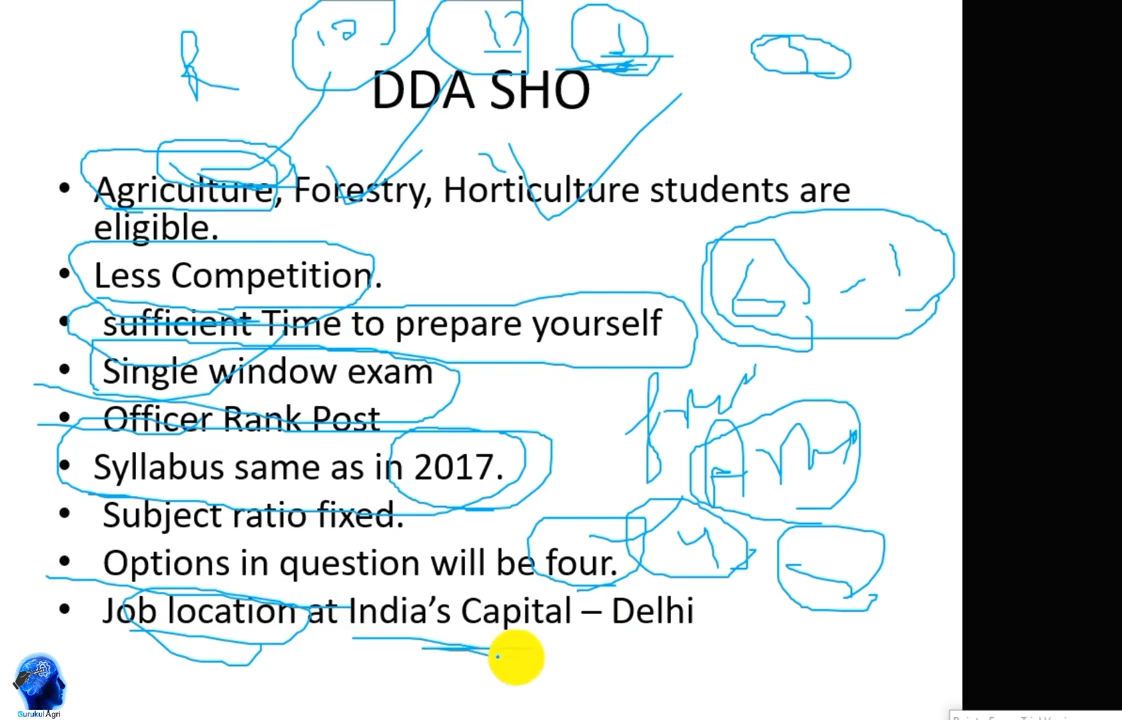 DDA SHO
• Agriculture, Forestry, Horticulture students are
eligible.
• Less Competition.
• sufficient Time to prepare yourself
• Single window exam
• Officer Rank Post
• Syllabus same as in 2017.
• Subject ratio fixed.
• Options in question will be four.
• Job location at India's Capital – Delhi
Gurukul Agri